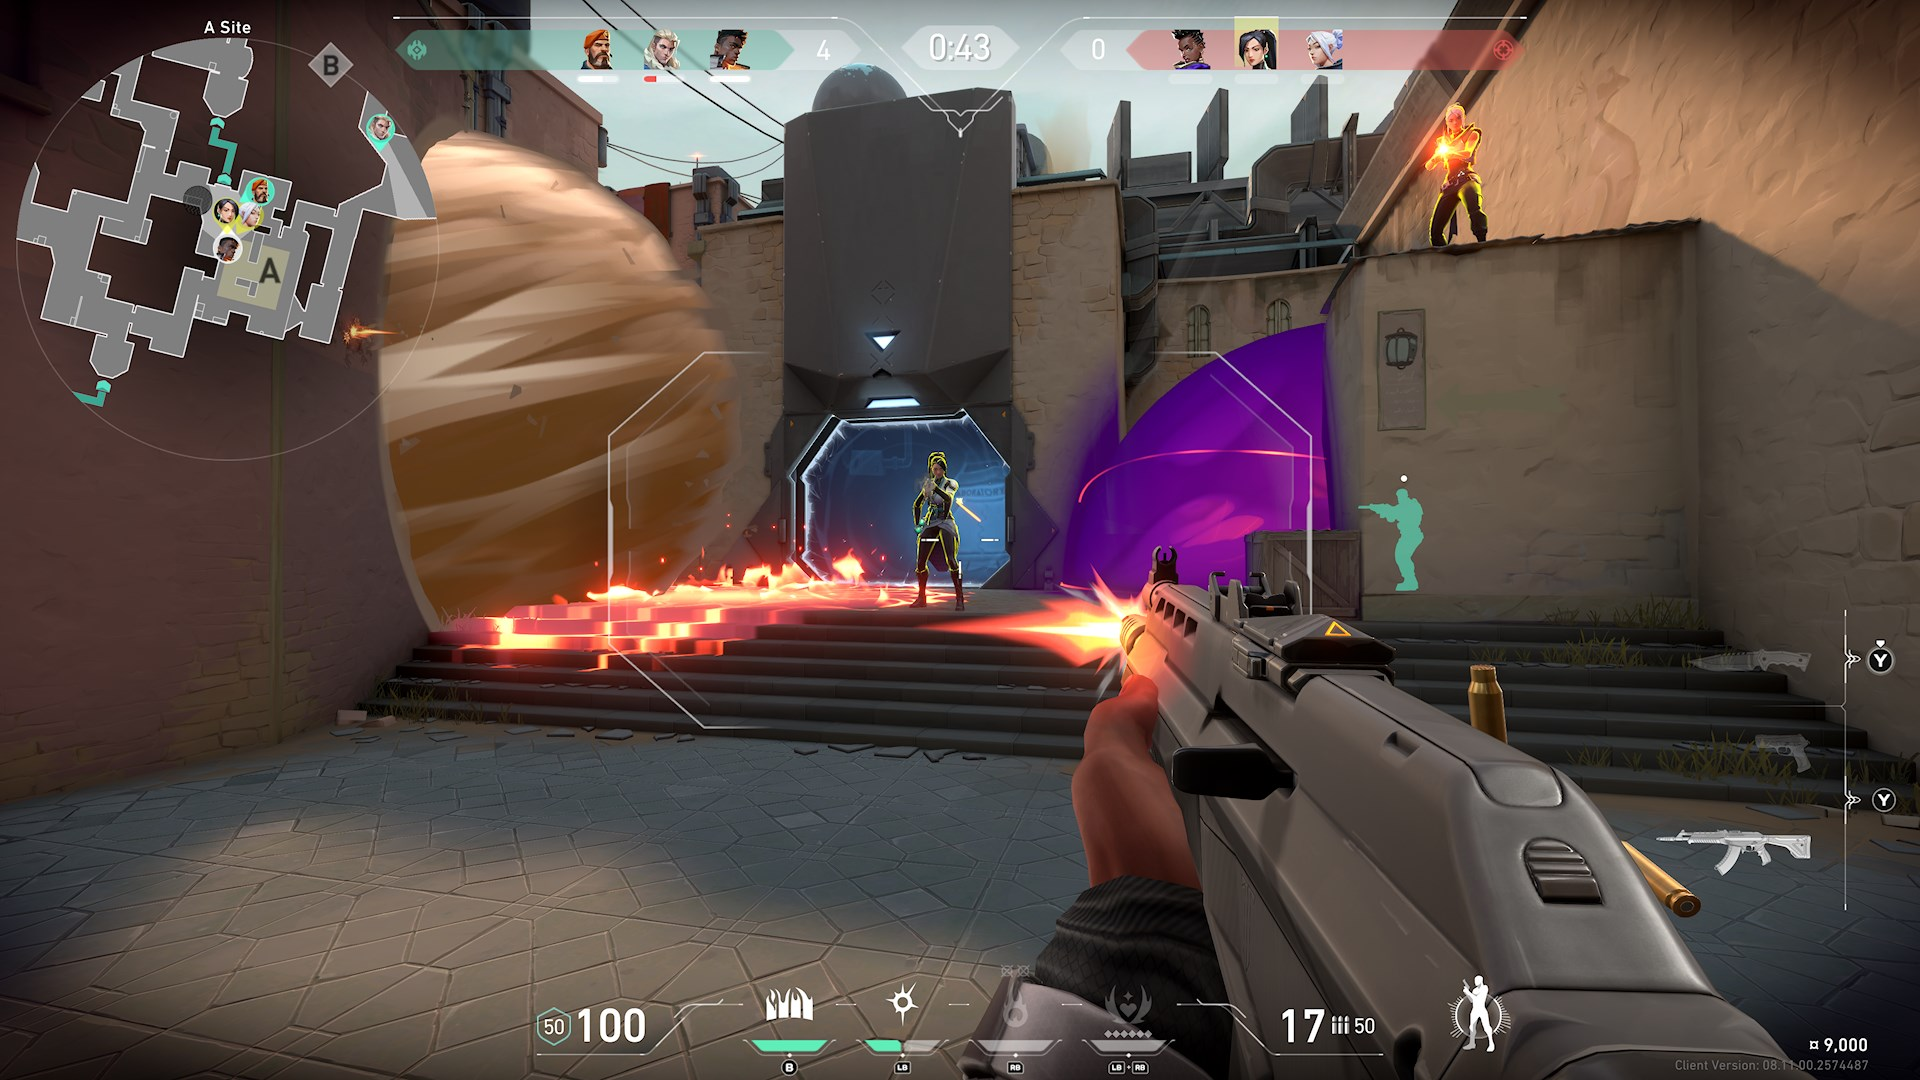 A Site
B
4
0:43
0
A
Y
Y
50 100
17 50
B
LB
RB
LB + RB
¤ 9,000
Client Version: 08.11.00.2574487